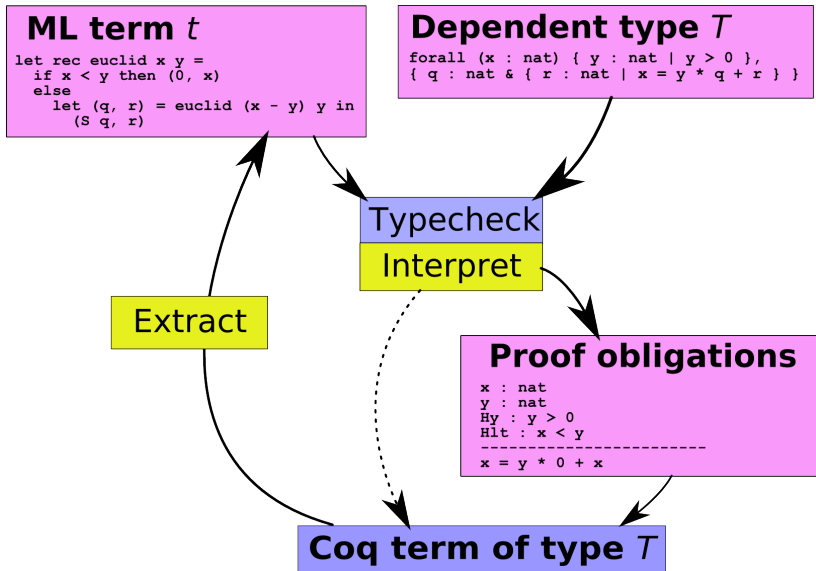 ML term t
let rec euclid x y =
if x < y then (0, x)
else
let (q, r) = euclid (x - y) y in
(S q, r)
Dependent type T
forall (x : nat) { y : nat | y > 0 },
{ q : nat & { r : nat | x = y * q + r } }
Typecheck
Interpret
Extract
Proof obligations
x : nat
y : nat
Hy : y > 0
Hlt : x < y
------------------------
x = y * 0 + x
Coq term of type T